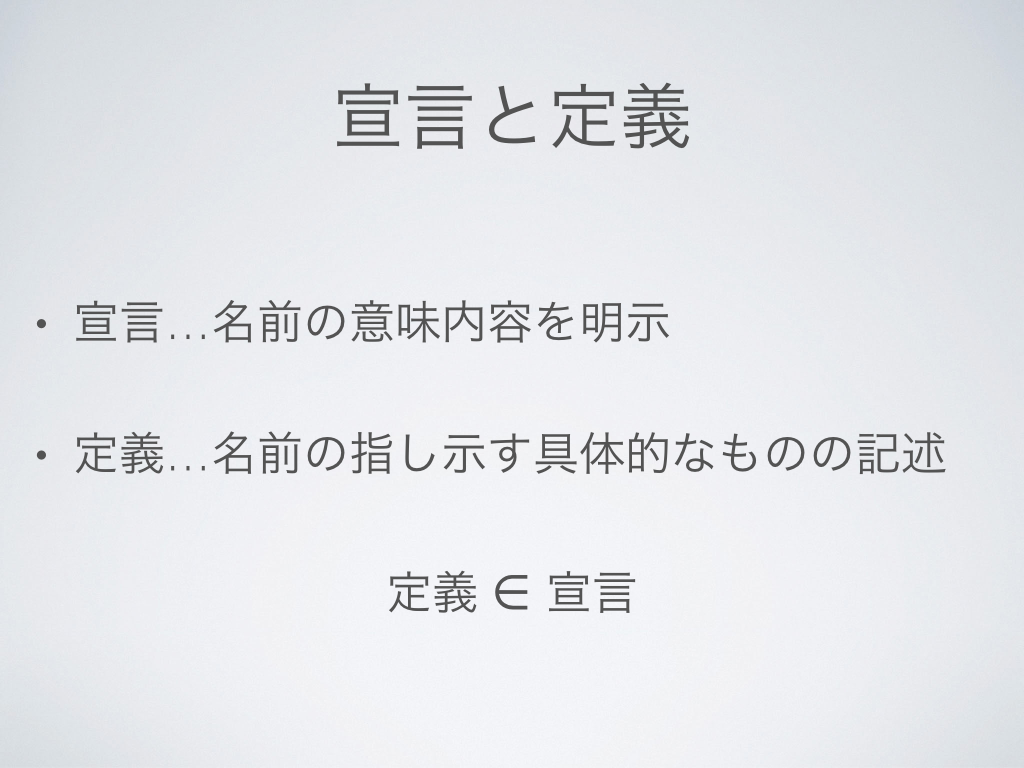 宣言と定義
• 宣言…名前の意味内容を明示
• 定義…名前の指し示す具体的なものの記述
定義 ∈ 宣言